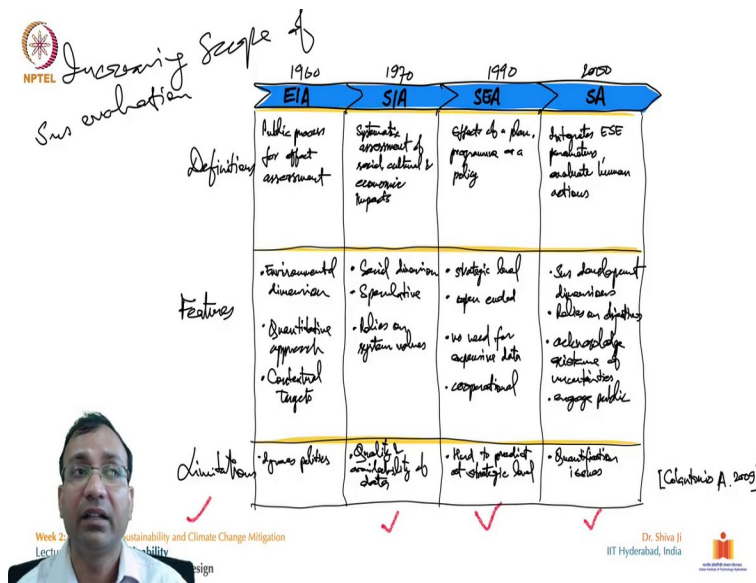 Increasing Scope of
Sus evaluation
NPTEL
1960
1970
1990
2000
EIA
SIA
SEA
SA
Definitions
Public process
for effect
assessment
Systematic
assessment of
social cultural &
economic
impacts
Effects of a plan,
programme or a
policy
Integrates ESE
parameters,
evaluate human
actions
Features
• Environmental
dimension
• Quantitative
approach
• Contextual
targets
• Social dimension
• Speculative
• Relies on
system values
• strategic level
• open ended
• no need for
expensive data
• cooperational
• Sus development
dimensions
• Relies on objectives
• acknowledge
existence of
uncertainties
• engage public
Limitations
• Ignores politics
• Quality &
availability of
data
• Hard to predict
at strategic level
• Quantification
issues
[Colantonio A. 2009]
Week 2:
ustainability and Climate Change Mitigation
Lectu
bility
sign
Dr. Shiva Ji
IIT Hyderabad, India